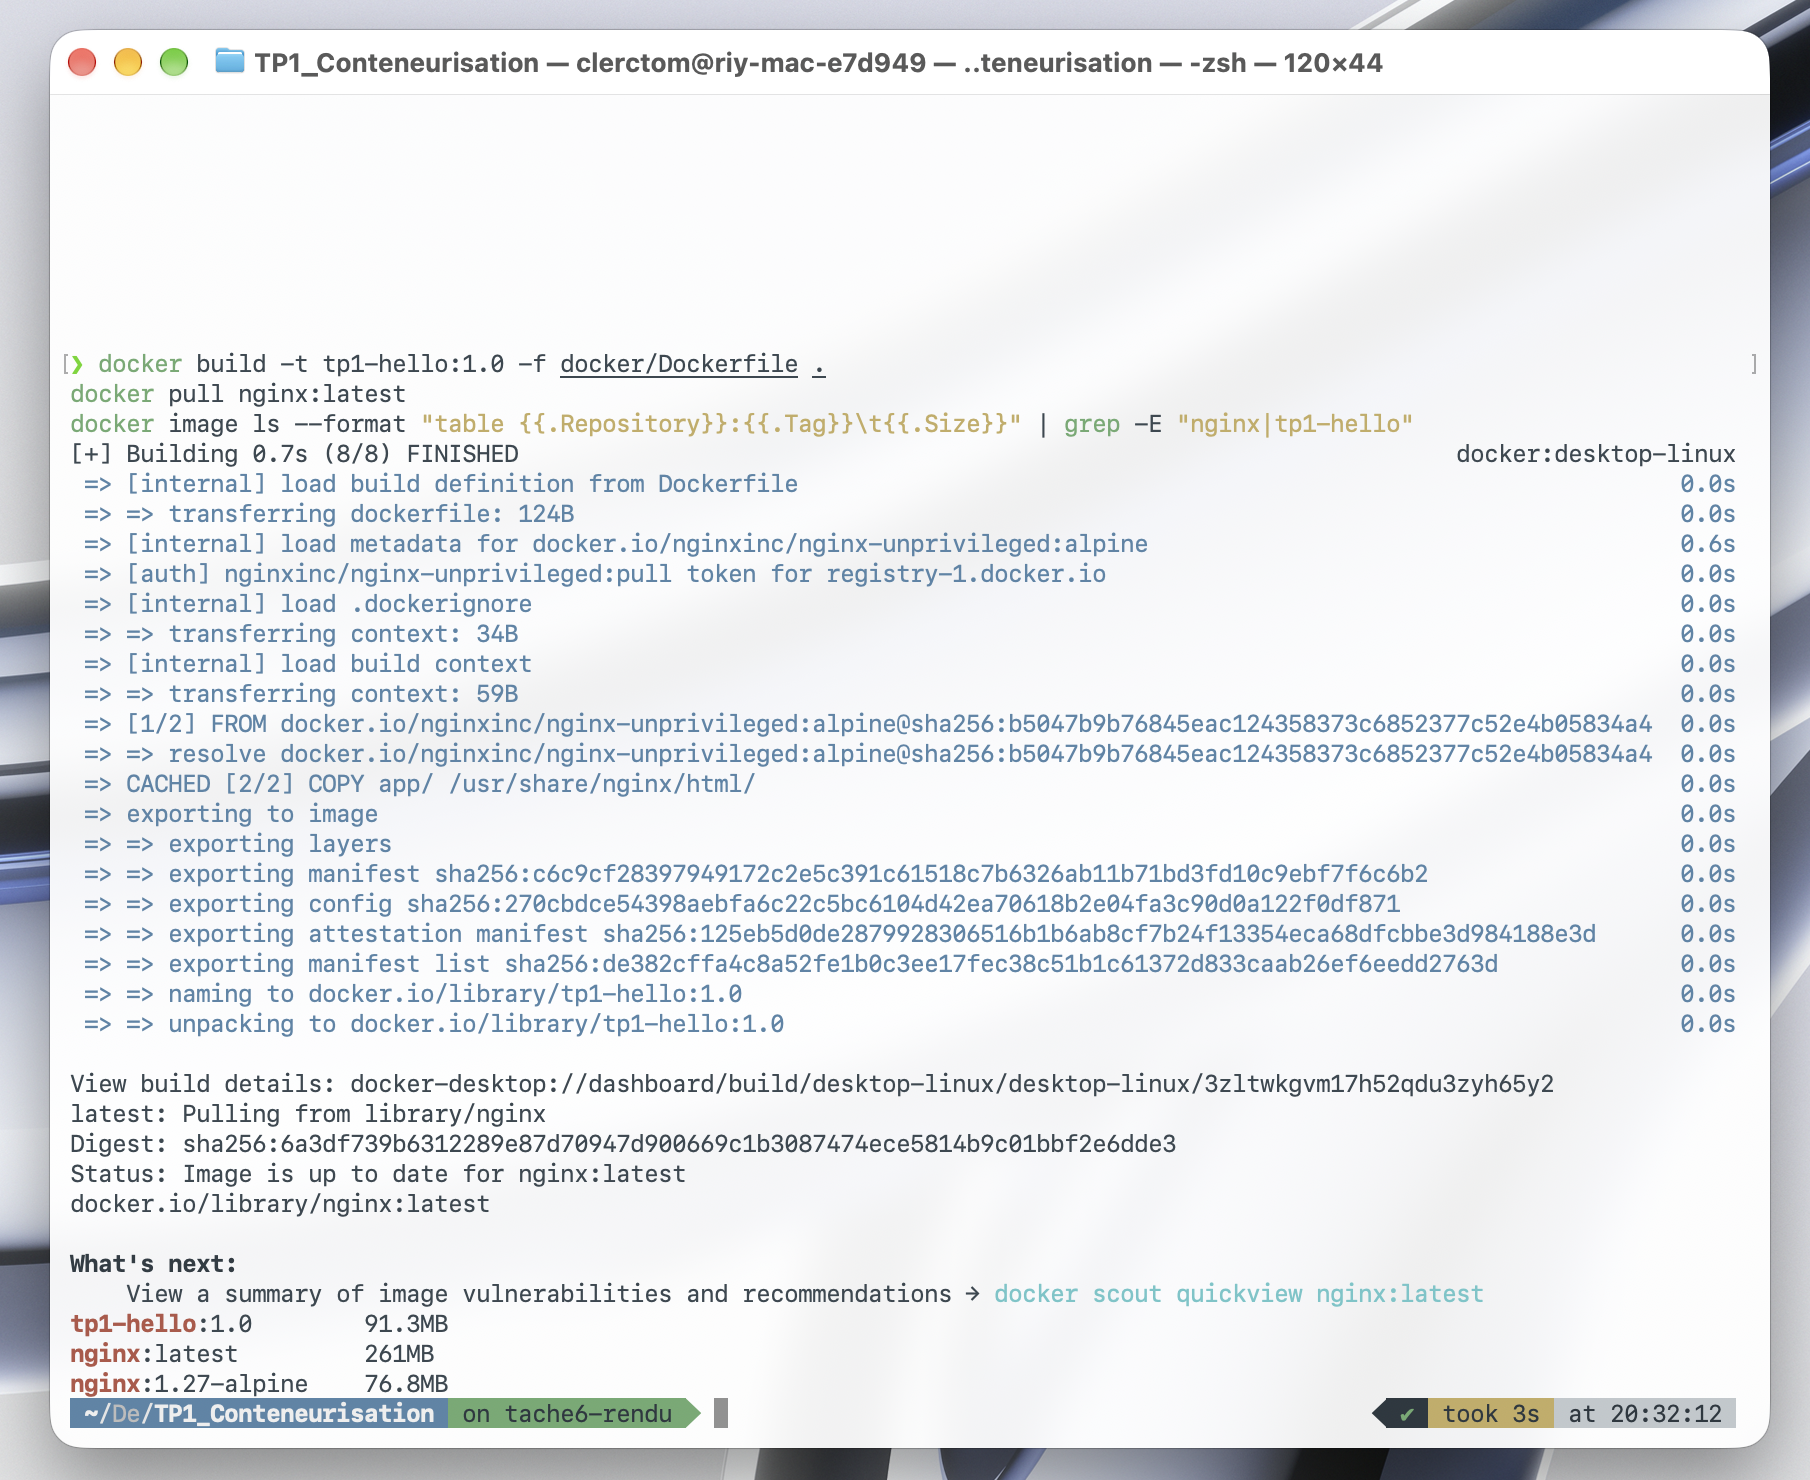 TP1_Conteneurisation — clerctom@riy-mac-e7d949 — ..teneurisation — -zsh — 120×44
[❯ docker build -t tp1-hello:1.0 -f docker/Dockerfile . ]
docker pull nginx:latest
docker image ls --format "table {{.Repository}}:{{.Tag}}\t{{.Size}}" | grep -E "nginx|tp1-hello"
[+] Building 0.7s (8/8) FINISHED docker:desktop-linux
=> [internal] load build definition from Dockerfile 0.0s
=> => transferring dockerfile: 124B 0.0s
=> [internal] load metadata for docker.io/nginxinc/nginx-unprivileged:alpine 0.6s
=> [auth] nginxinc/nginx-unprivileged:pull token for registry-1.docker.io 0.0s
=> [internal] load .dockerignore 0.0s
=> => transferring context: 34B 0.0s
=> [internal] load build context 0.0s
=> => transferring context: 59B 0.0s
=> [1/2] FROM docker.io/nginxinc/nginx-unprivileged:alpine@sha256:b5047b9b76845eac124358373c6852377c52e4b05834a4 0.0s
=> => resolve docker.io/nginxinc/nginx-unprivileged:alpine@sha256:b5047b9b76845eac124358373c6852377c52e4b05834a4 0.0s
=> CACHED [2/2] COPY app/ /usr/share/nginx/html/ 0.0s
=> exporting to image 0.0s
=> => exporting layers 0.0s
=> => exporting manifest sha256:c6c9cf28397949172c2e5c391c61518c7b6326ab11b71bd3fd10c9ebf7f6c6b2 0.0s
=> => exporting config sha256:270cbdce54398aebfa6c22c5bc6104d42ea70618b2e04fa3c90d0a122f0df871 0.0s
=> => exporting attestation manifest sha256:125eb5d0de2879928306516b1b6ab8cf7b24f13354eca68dfcbbe3d984188e3d 0.0s
=> => exporting manifest list sha256:de382cffa4c8a52fe1b0c3ee17fec38c51b1c61372d833caab26ef6eedd2763d 0.0s
=> => naming to docker.io/library/tp1-hello:1.0 0.0s
=> => unpacking to docker.io/library/tp1-hello:1.0 0.0s
View build details: docker-desktop://dashboard/build/desktop-linux/desktop-linux/3zltwkgvm17h52qdu3zyh65y2
latest: Pulling from library/nginx
Digest: sha256:6a3df739b6312289e87d70947d900669c1b3087474ece5814b9c01bbf2e6dde3
Status: Image is up to date for nginx:latest
docker.io/library/nginx:latest
What's next:
View a summary of image vulnerabilities and recommendations → docker scout quickview nginx:latest
tp1-hello:1.0 91.3MB
nginx:latest 261MB
nginx:1.27-alpine 76.8MB
~/De/TP1_Conteneurisation on tache6-rendu ✔ took 3s at 20:32:12